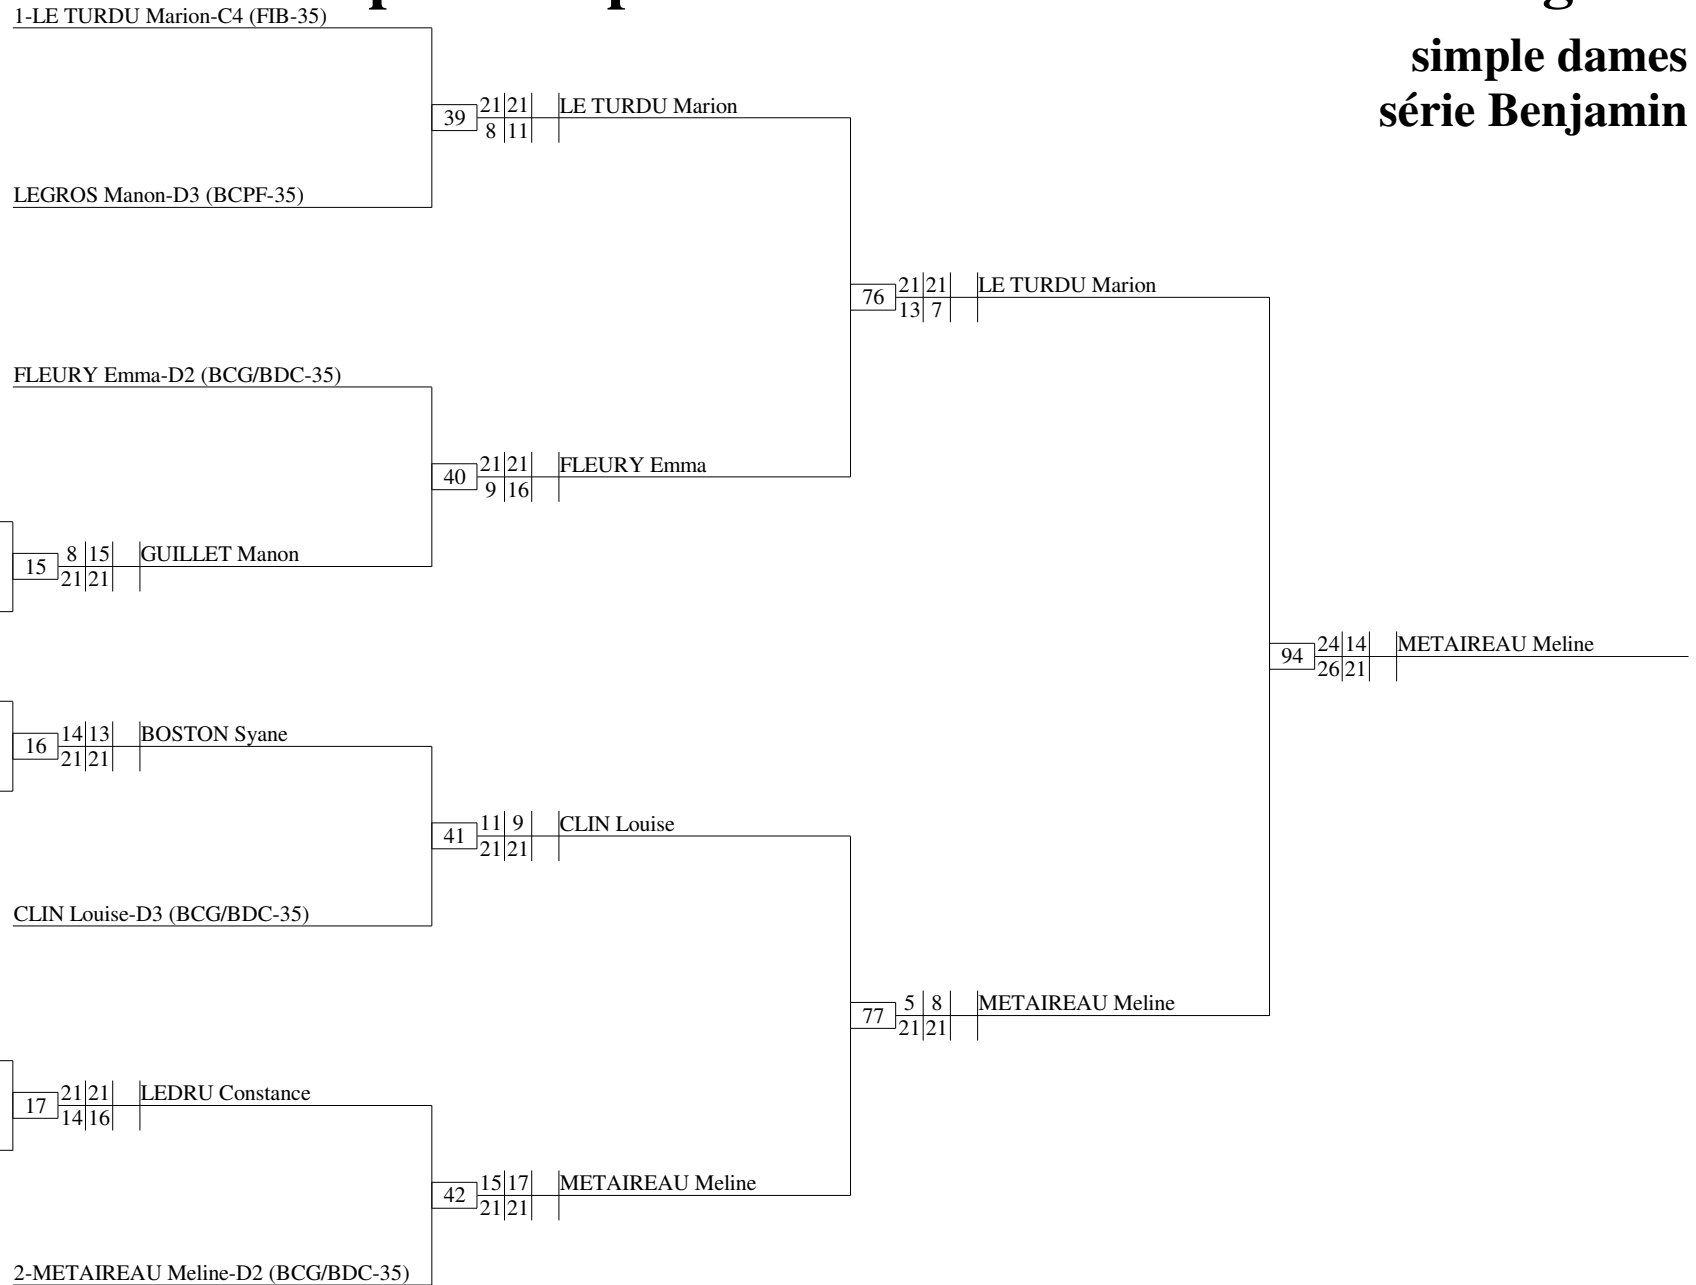 simple dames
série Benjamin
1-LE TURDU Marion-C4 (FIB-35)
39 21 21 LE TURDU Marion
8 11
LEGROS Manon-D3 (BCPF-35)
76 21 21 LE TURDU Marion
13 7
FLEURY Emma-D2 (BCG/BDC-35)
40 21 21 FLEURY Emma
9 16
15 8 15 GUILLET Manon
21 21
94 24 14 METAIREAU Meline
26 21
16 14 13 BOSTON Syane
21 21
41 11 9 CLIN Louise
21 21
CLIN Louise-D3 (BCG/BDC-35)
77 5 8 METAIREAU Meline
21 21
17 21 21 LEDRU Constance
14 16
42 15 17 METAIREAU Meline
21 21
2-METAIREAU Meline-D2 (BCG/BDC-35)